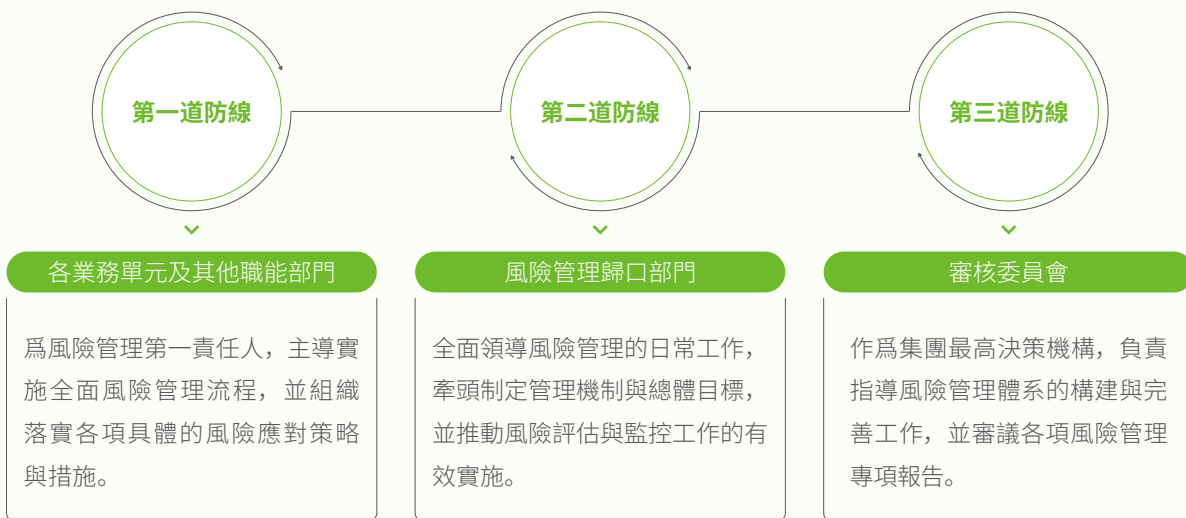 第一道防線
第二道防線
第三道防線
各業務單元及其他職能部門
爲風險管理第一責任人，主導實
施全面風險管理流程，並組織
落實各項具體的風險應對策略
與措施。
風險管理歸口部門
全面領導風險管理的日常工作，
牽頭制定管理機制與總體目標，
並推動風險評估與監控工作的有
效實施。
審核委員會
作爲集團最高決策機構，負責
指導風險管理體系的構建與完
善工作，並審議各項風險管理
專項報告。